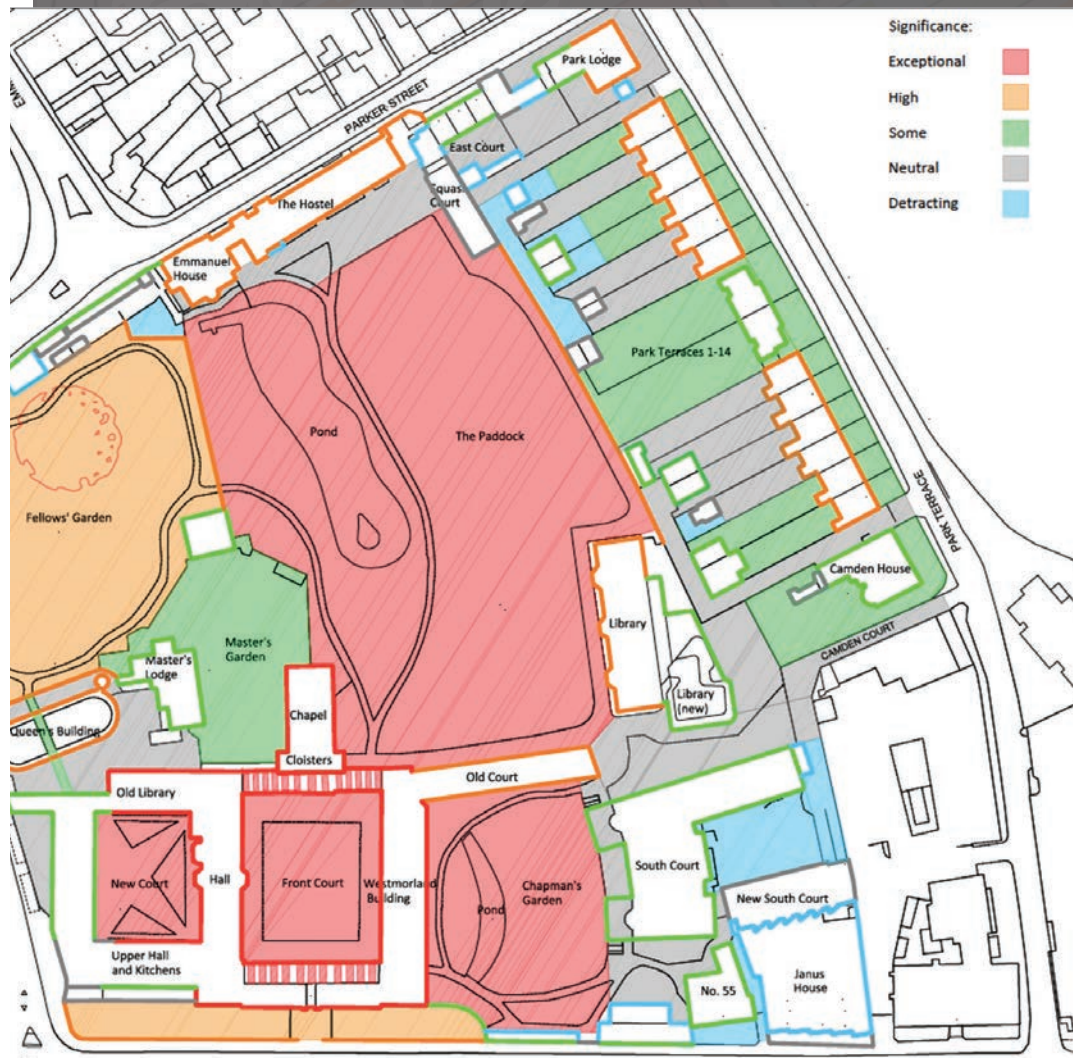 Significance:
Exceptional
High
Some
Neutral
Detracting
Park Lodge
PARKER STREET
East Court
Squash
Court
The Hostel
Emmanuel
House
Park Terraces 1-14
Pond
The Paddock
Fellows' Garden
PARK TERRACE
Camden House
Library
CAMDEN COURT
Master's
Garden
Master's
Lodge
Library
(new)
Chapel
Queen's Building
Cloisters
Old Court
Old Library
South Court
New Court
Hall
Front Court
Westmorland
Building
Chapman's
Garden
Pond
New South Court
Upper Hall
and Kitchens
No. 55
Janus
House